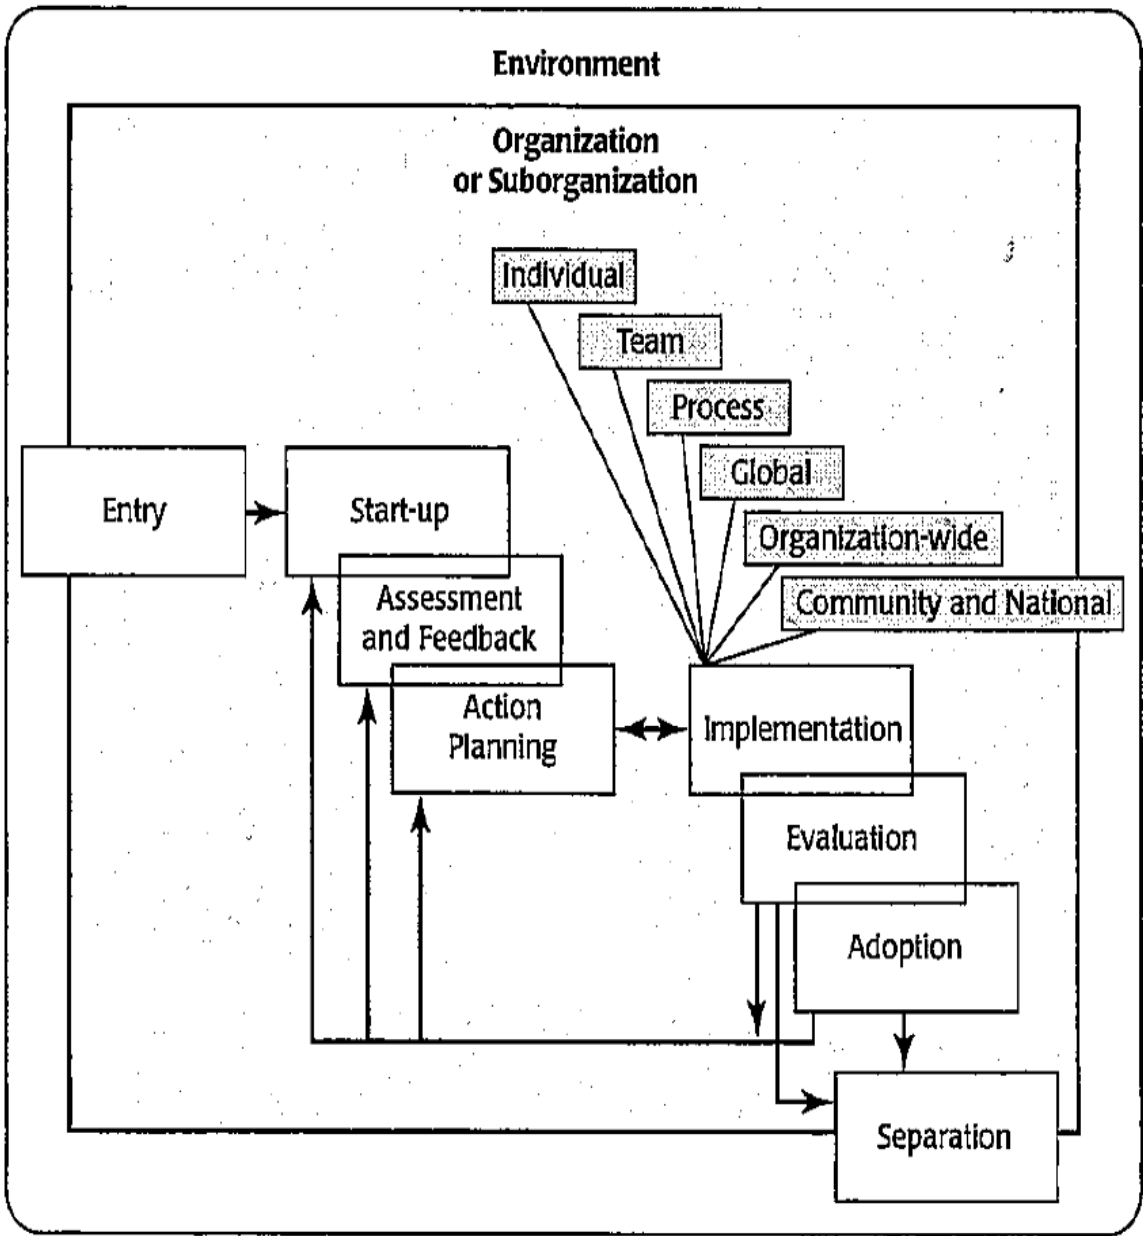 Environment
Organization
or Suborganization
Individual
Team
Process
Global
Organization-wide
Community and National
Entry
Start-up
Assessment
and Feedback
Action
Planning
Implementation
Evaluation
Adoption
Separation